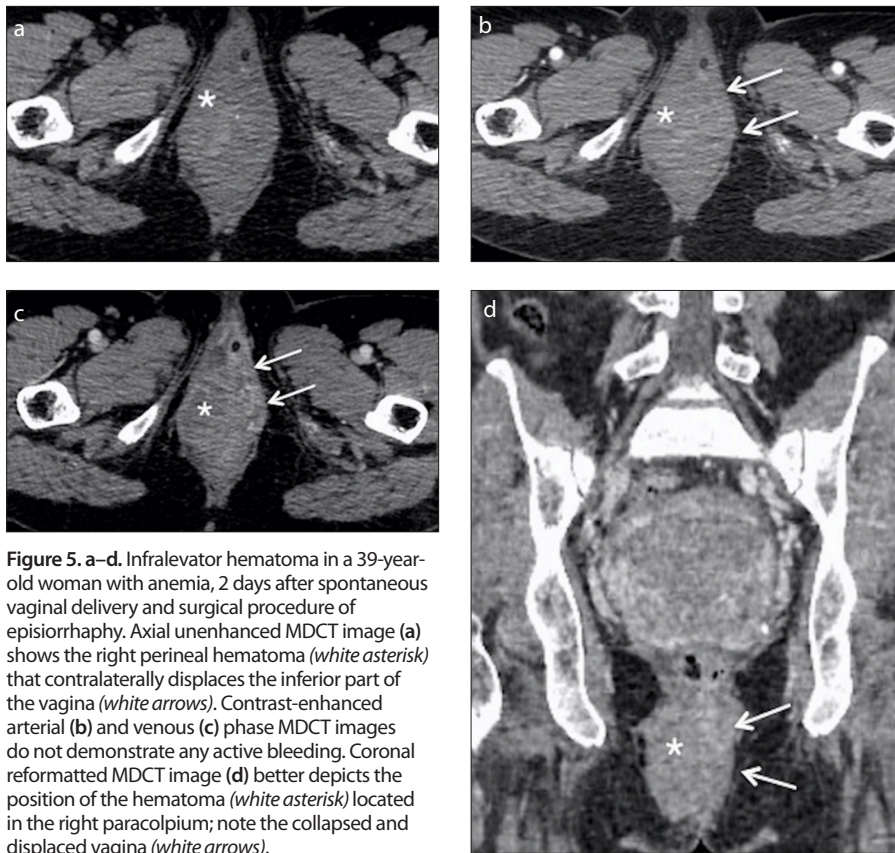 a
b
c
d
Figure 5. a–d. Infralevator hematoma in a 39-year-
old woman with anemia, 2 days after spontaneous
vaginal delivery and surgical procedure of
episiorrhaphy. Axial unenhanced MDCT image (a)
shows the right perineal hematoma (white asterisk)
that contralaterally displaces the inferior part of
the vagina (white arrows). Contrast-enhanced
arterial (b) and venous (c) phase MDCT images
do not demonstrate any active bleeding. Coronal
reformatted MDCT image (d) better depicts the
position of the hematoma (white asterisk) located
in the right paracolpium; note the collapsed and
displaced vagina (white arrows).